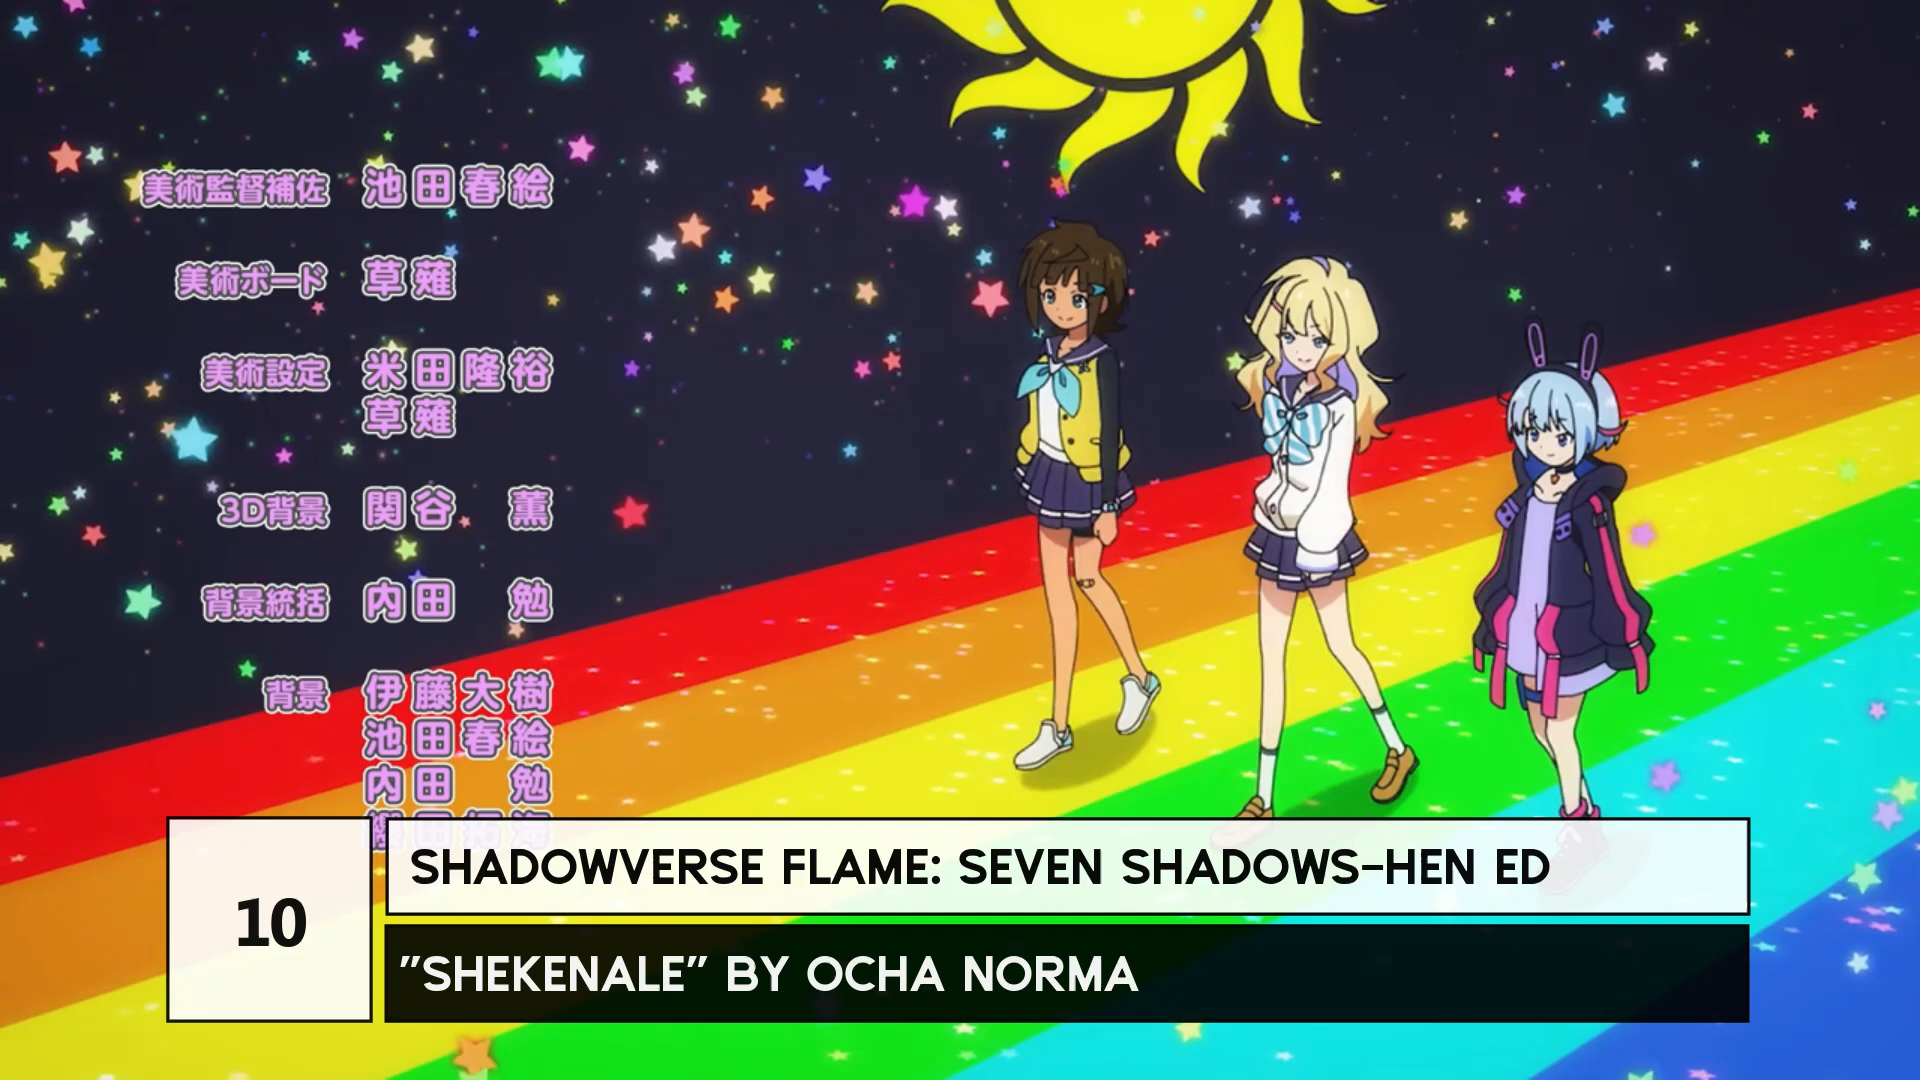 美術監督補佐 池田春絵
美術ボード 草薙
美術設定 米田隆裕
草薙
3D背景 関谷 薫
背景統括 内田 勉
背景 伊藤大樹
池田春絵
内田 勉
10
SHADOWVERSE FLAME: SEVEN SHADOWS-HEN ED
"SHEKENALE" BY OCHA NORMA